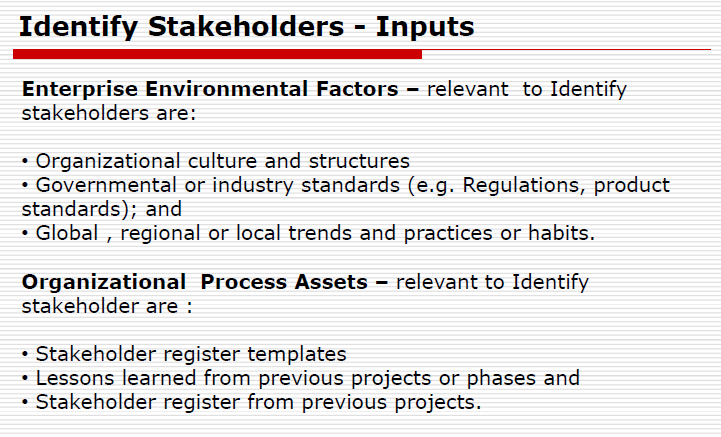 Identify Stakeholders - Inputs
Enterprise Environmental Factors – relevant  to Identify
stakeholders are:
• Organizational culture and structures
• Governmental or industry standards (e.g. Regulations, product
standards); and
• Global , regional or local trends and practices or habits.
Organizational  Process Assets – relevant to Identify
stakeholder are :
• Stakeholder register templates
• Lessons learned from previous projects or phases and
• Stakeholder register from previous projects.